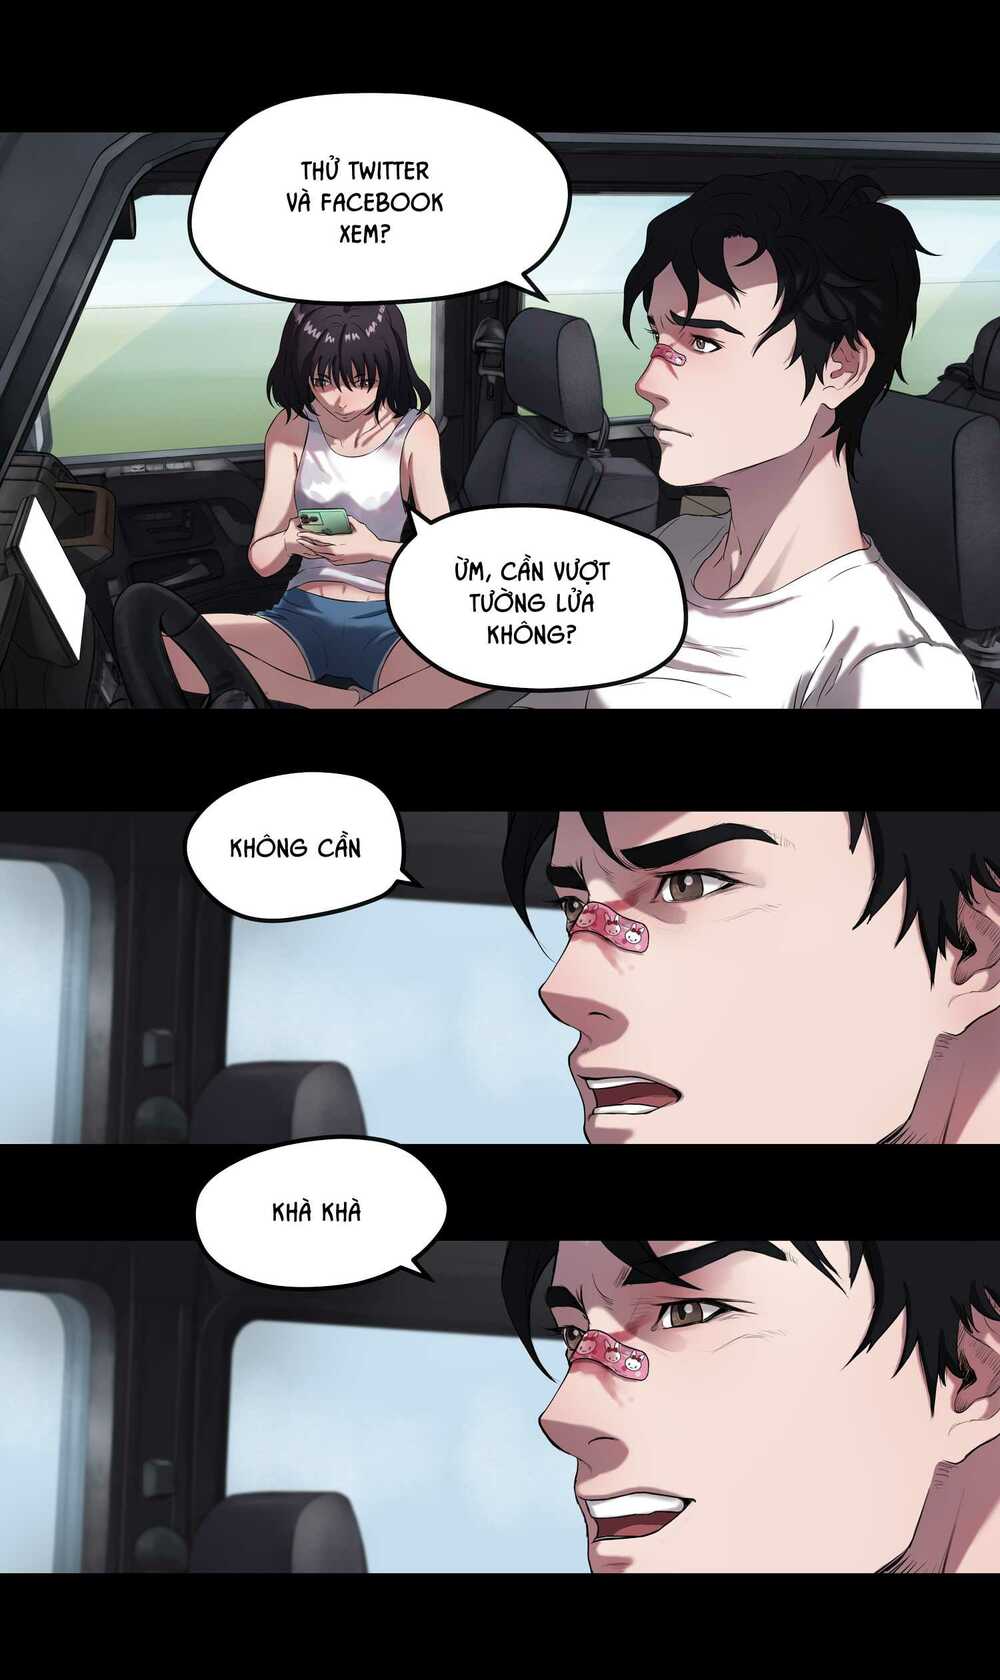 THỬ TWITTER
VÀ FACEBOOK
XEM?
ỪM, CẦN VƯỢT
TƯỜNG LỬA
KHÔNG?
KHÔNG CẦN
KHÀ KHÀ